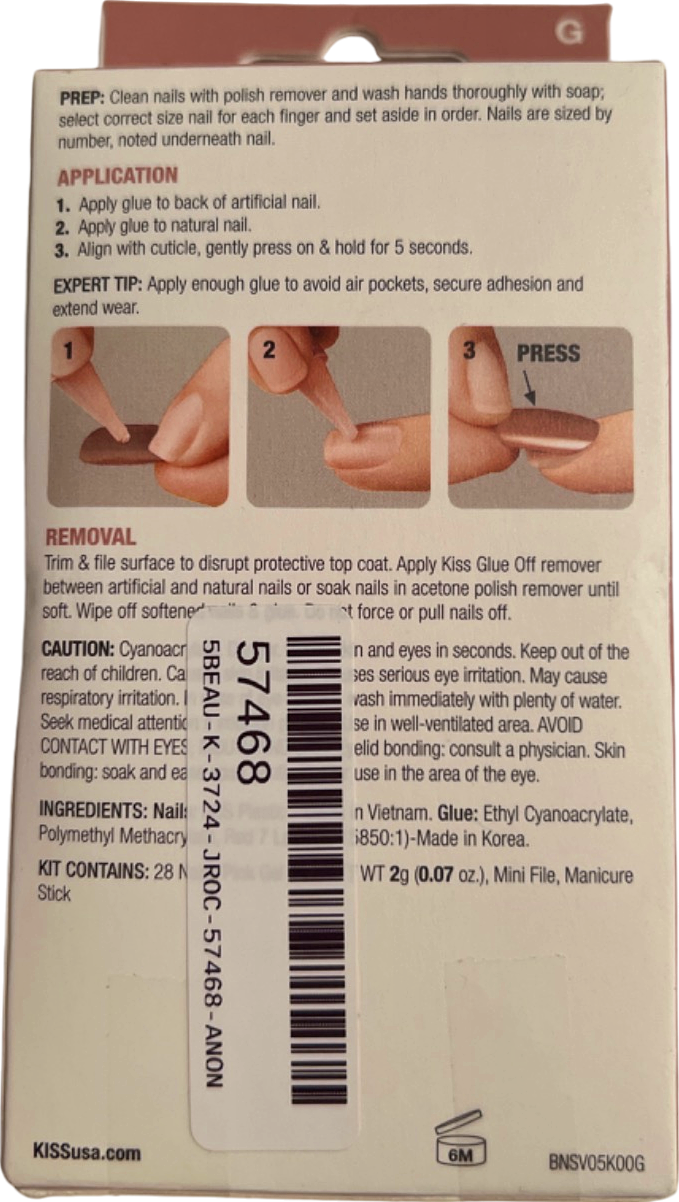 G
PREP: Clean nails with polish remover and wash hands thoroughly with soap;
select correct size nail for each finger and set aside in order. Nails are sized by
number, noted underneath nail.
APPLICATION
1. Apply glue to back of artificial nail.
2. Apply glue to natural nail.
3. Align with cuticle, gently press on & hold for 5 seconds.
EXPERT TIP: Apply enough glue to avoid air pockets, secure adhesion and
extend wear.
1
2
3 PRESS
REMOVAL
Trim & file surface to disrupt protective top coat. Apply Kiss Glue Off remover
between artificial and natural nails or soak nails in acetone polish remover until
soft. Wipe off softened force or pull nails off.
CAUTION: and eyes in seconds. Keep out of the
reach of children. serious eye irritation. May cause
respiratory irritation. immediately with plenty of water.
Seek medical in well-ventilated area. AVOID
CONTACT WITH EYES bonding: consult a physician. Skin
bonding: soak and use in the area of the eye.
INGREDIENTS: Vietnam. Glue: Ethyl Cyanoacrylate,
Polymethyl 5850:1)-Made in Korea.
KIT CONTAINS: 28 WT 2g (0.07 oz.), Mini File, Manicure
Stick
57468
5BEAU-K-3724-JROC-57468-ANON
KISSusa.com
6M
BNSV05K00G